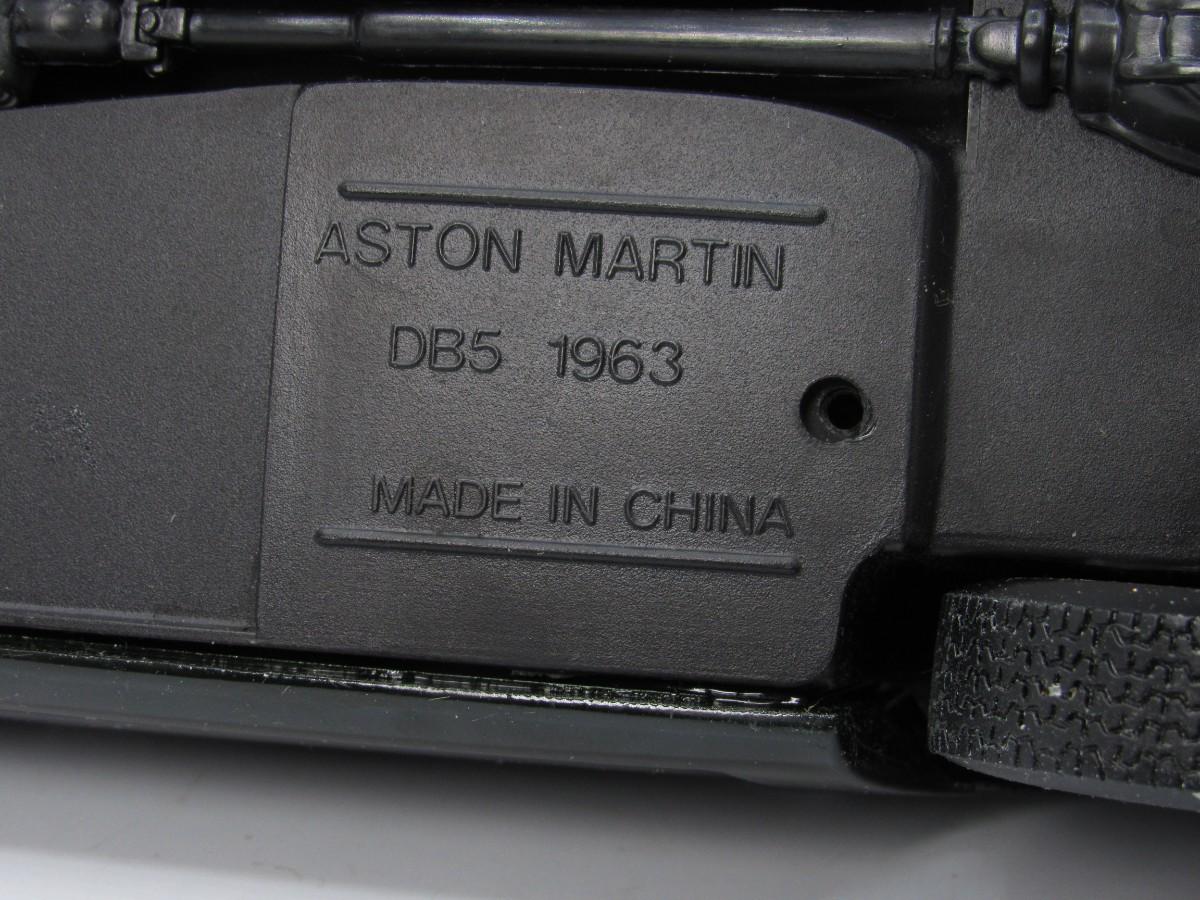 ASTON MARTIN
DB5 1963
MADE IN CHINA